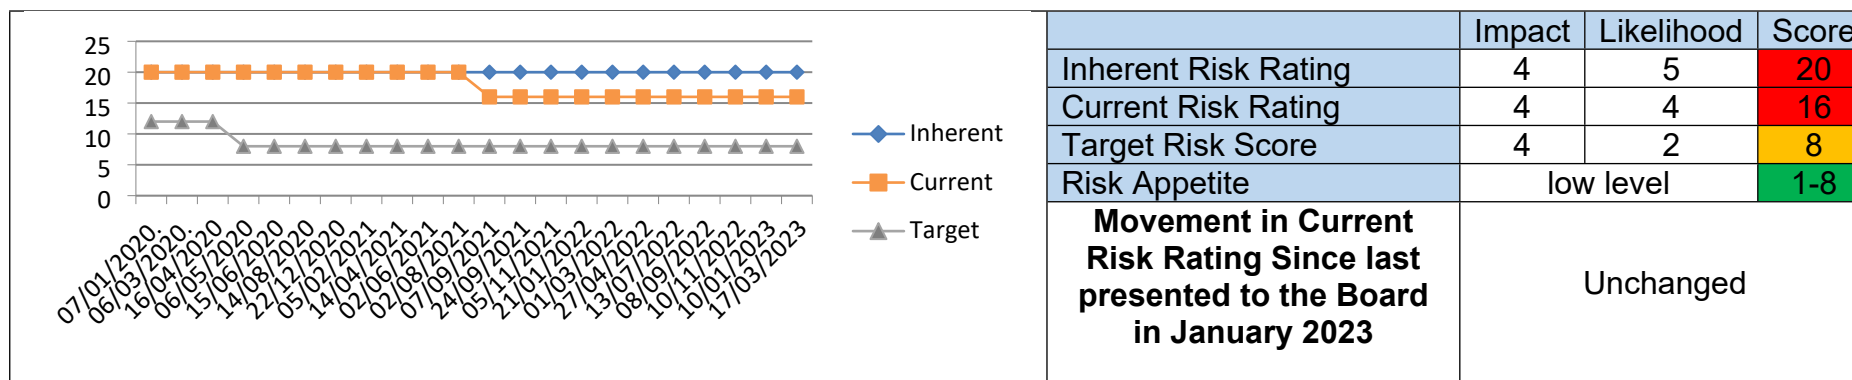 25
20
15
10
5
0
07/01/2020.
06/03/2020.
16/04/2020
06/05/2020
15/06/2020
14/08/2020
22/12/2020
05/02/2021
14/04/2021
02/06/2021
02/08/2021
07/09/2021
24/09/2021
05/11/2021
21/01/2022
01/03/2022
27/04/2022
13/07/2022
08/09/2022
10/11/2022
10/01/2023
17/03/2023
Inherent
Current
Target
Impact Likelihood Score
Inherent Risk Rating 4 5 20
Current Risk Rating 4 4 16
Target Risk Score 4 2 8
Risk Appetite low level 1-8
Movement in Current
Risk Rating Since last
presented to the Board
in January 2023
Unchanged